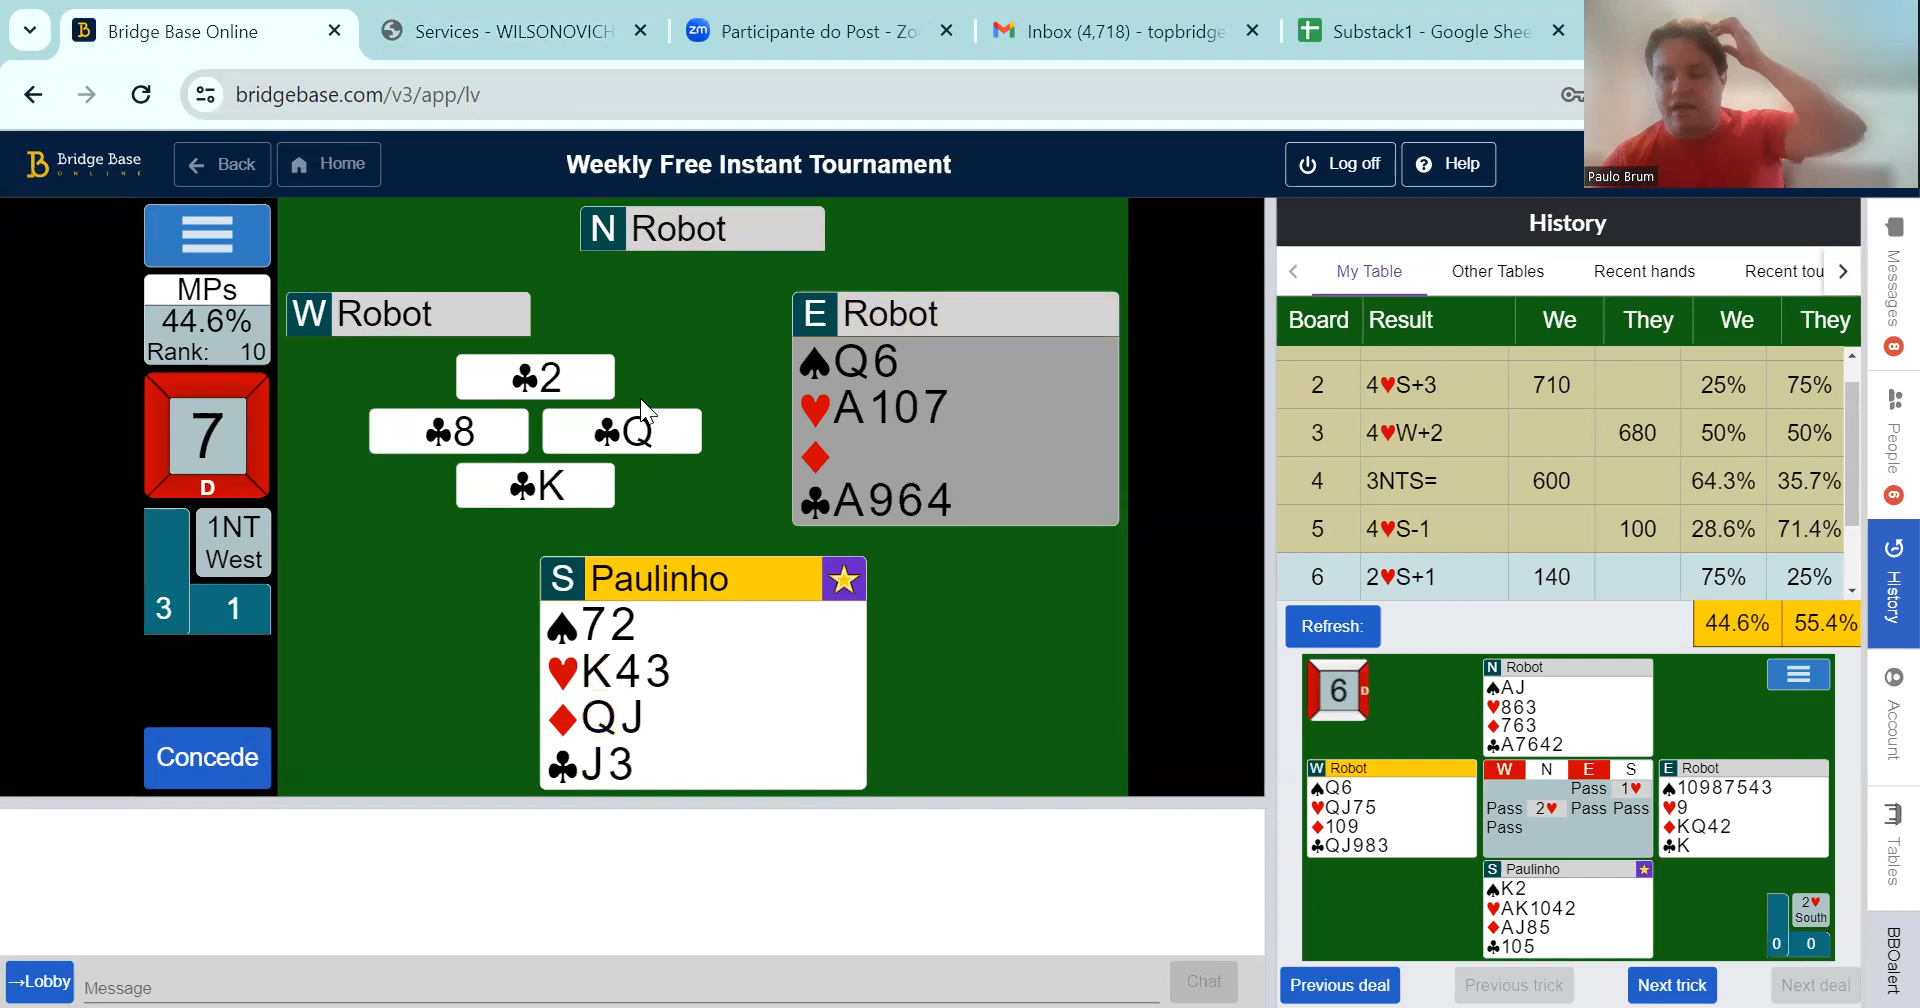 Bridge Base Online
Services - WILSONOVICH
zm Participante do Post - Zo
Inbox (4,718) - topbridge
Substack1 - Google Shee
bridgebase.com/v3/app/lv
Paulo Brum
Bridge Base
ONLINE
Back
Home
Weekly Free Instant Tournament
Log off
Help
MPs
44.6%
Rank: 10
7
D
1NT
West
3 1
Concede
N Robot
W Robot
♣2
♣8 ♣Q
♣K
E Robot
♠Q6
♥A107
♦
♣A964
S Paulinho
♠72
♥K43
♦QJ
♣J3
→Lobby
Message
Chat
History
My Table Other Tables Recent hands Recent tou
Board Result We They We They
2 4♥S+3 710 25% 75%
3 4♥W+2 680 50% 50%
4 3NTS= 600 64.3% 35.7%
5 4♥S-1 100 28.6% 71.4%
6 2♥S+1 140 75% 25%
Refresh: 44.6% 55.4%
6 D
N Robot
♠AJ
♥863
♦763
♣A7642
W Robot
♠Q6
♥QJ75
♦109
♣QJ983
W N E S
Pass 1♥
Pass 2♥ Pass Pass
Pass
E Robot
♠10987543
♥9
♦KQ42
♣K
S Paulinho
♠K2
♥AK1042
♦AJ85
♣105
2♥
South
0 0
Previous deal Previous trick Next trick Next deal
Messages 8
People 6
History
Account
Tables
BBOalert